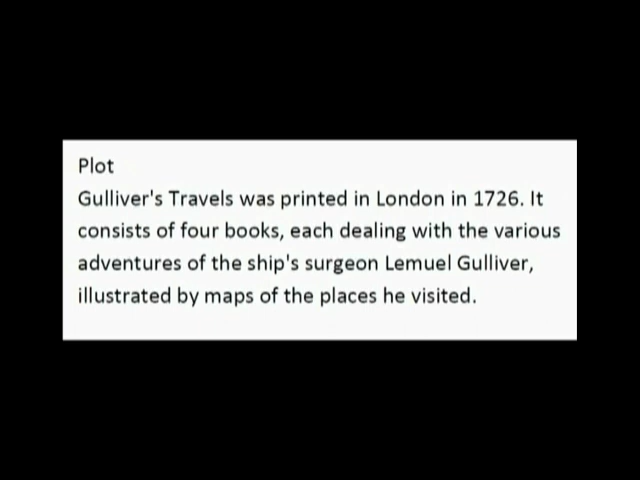 Plot
Gulliver's Travels was printed in London in 1726. It
consists of four books, each dealing with the various
adventures of the ship's surgeon Lemuel Gulliver,
illustrated by maps of the places he visited.